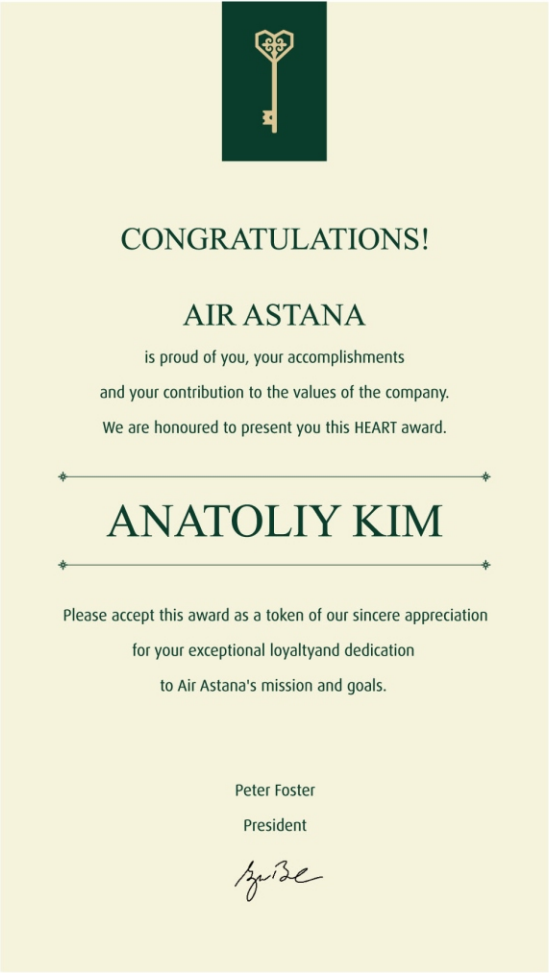 CONGRATULATIONS!
AIR ASTANA
is proud of you, your accomplishments
and your contribution to the values of the company.
We are honoured to present you this HEART award.
ANATOLIY KIM
Please accept this award as a token of our sincere appreciation
for your exceptional loyaltyand dedication
to Air Astana's mission and goals.
Peter Foster
President